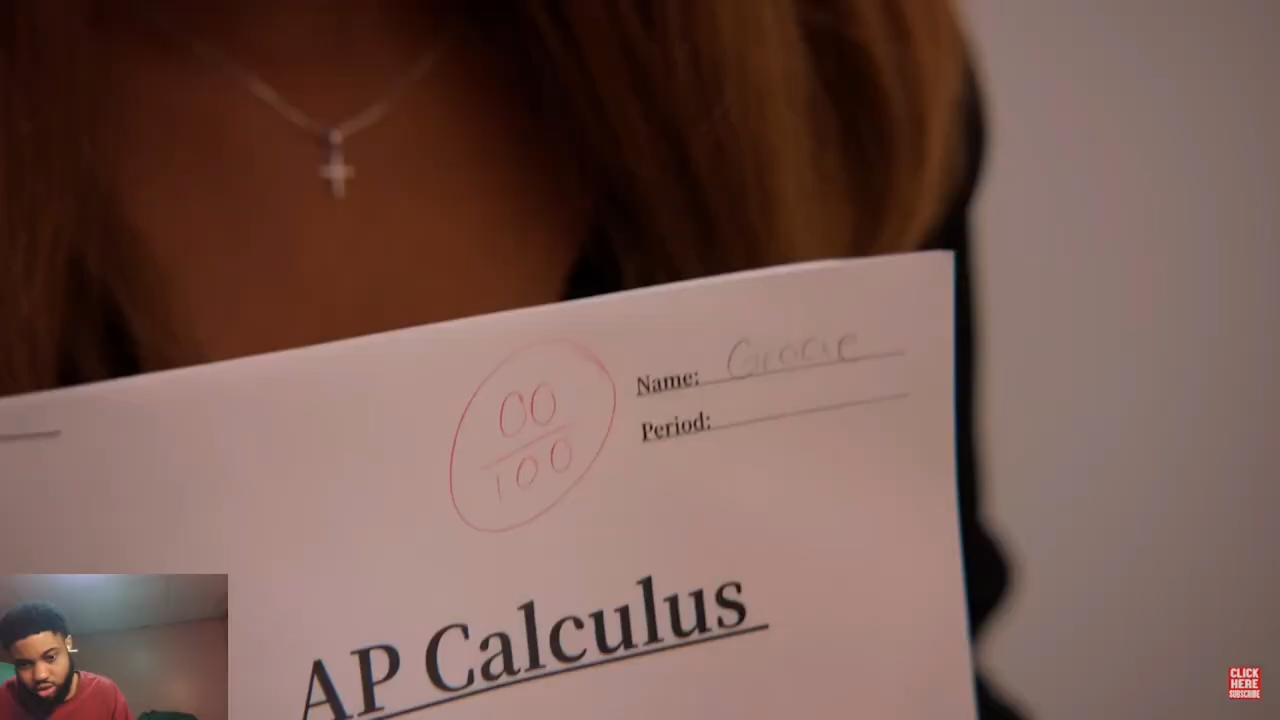 Name: Gracie
Period:
00
100
AP Calculus
CLICK
HERE
SUBSCRIBE